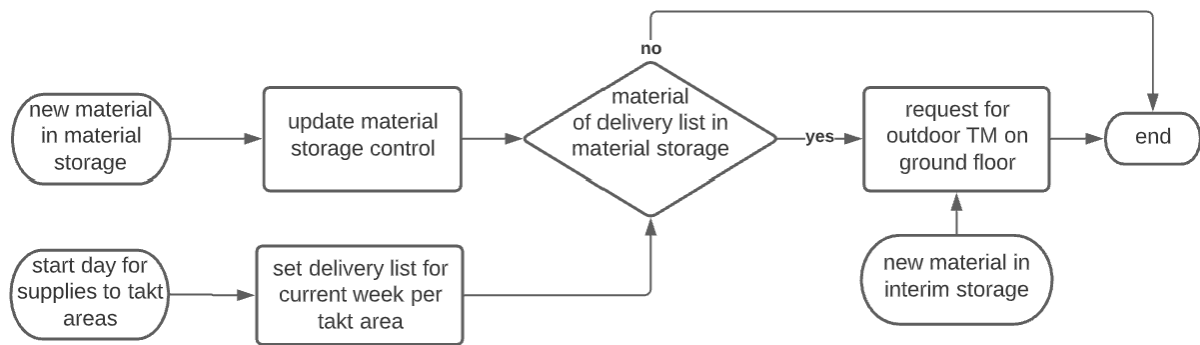 no
new material
in material
storage
update material
storage control
material
of delivery list in
material storage
yes
request for
outdoor TM on
ground floor
end
start day for
supplies to takt
areas
set delivery list for
current week per
takt area
new material in
interim storage